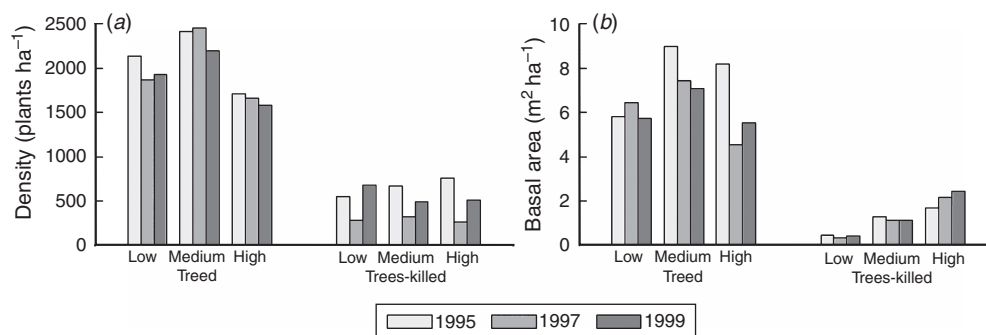 (a)
Density (plants ha⁻¹)
2500
2000
1500
1000
500
0
Low Medium High
Treed
Low Medium High
Trees-killed
(b)
Basal area (m² ha⁻¹)
10
8
6
4
2
0
Low Medium High
Treed
Low Medium High
Trees-killed
1995 1997 1999